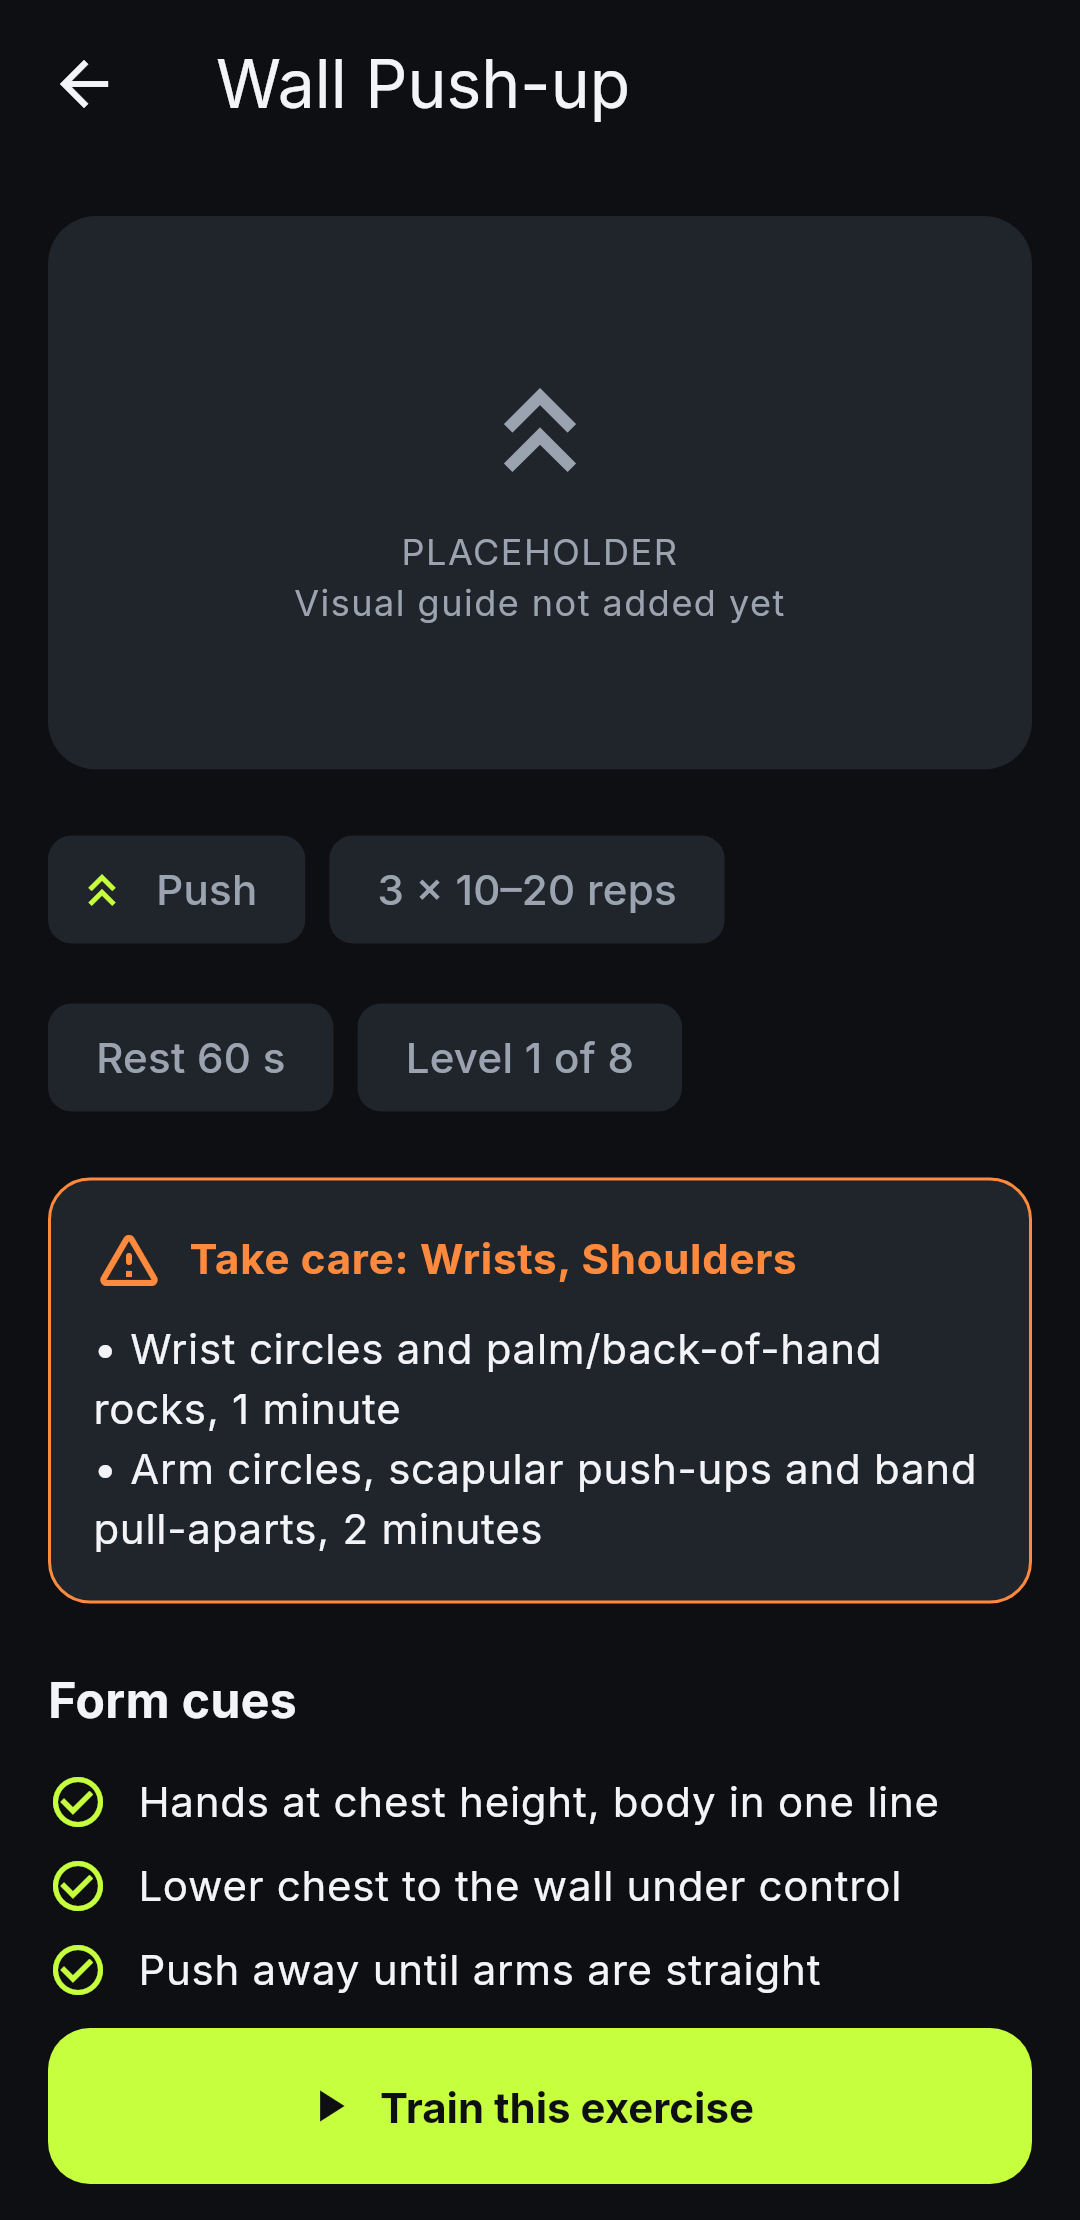 Wall Push-up
PLACEHOLDER
Visual guide not added yet
Push
3 × 10–20 reps
Rest 60 s
Level 1 of 8
Take care: Wrists, Shoulders
• Wrist circles and palm/back-of-hand
rocks, 1 minute
• Arm circles, scapular push-ups and band
pull-aparts, 2 minutes
Form cues
Hands at chest height, body in one line
Lower chest to the wall under control
Push away until arms are straight
Train this exercise